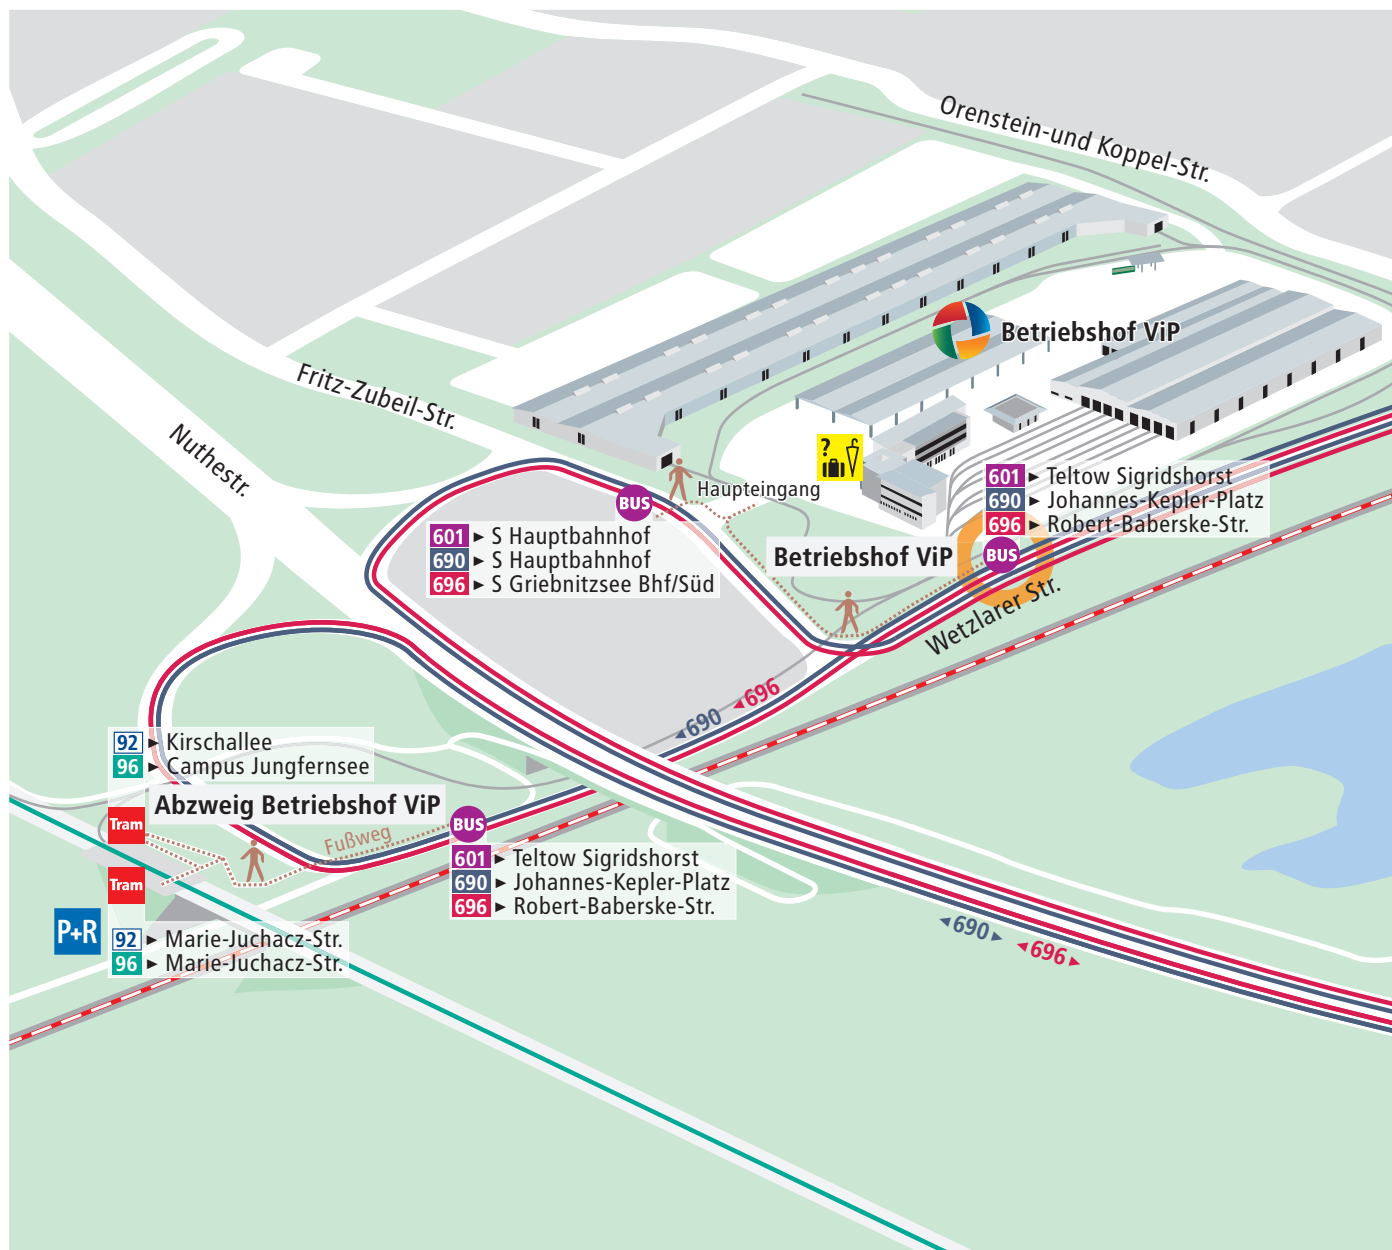 Orenstein-und Koppel-Str.
Betriebshof ViP
Fritz-Zubeil-Str.
Nuthestr.
?
Haupteingang
BUS
601 ► S Hauptbahnhof
690 ► S Hauptbahnhof
696 ► S Griebnitzsee Bhf/Süd
601 ► Teltow Sigridshorst
690 ► Johannes-Kepler-Platz
696 ► Robert-Baberske-Str.
Betriebshof ViP
BUS
Wetzlarer Str.
◄696
◄690
92 ► Kirschallee
96 ► Campus Jungfernsee
Abzweig Betriebshof ViP
Tram
Fußweg
BUS
601 ► Teltow Sigridshorst
690 ► Johannes-Kepler-Platz
696 ► Robert-Baberske-Str.
Tram
P+R
92 ► Marie-Juchacz-Str.
96 ► Marie-Juchacz-Str.
◄690►
◄696►